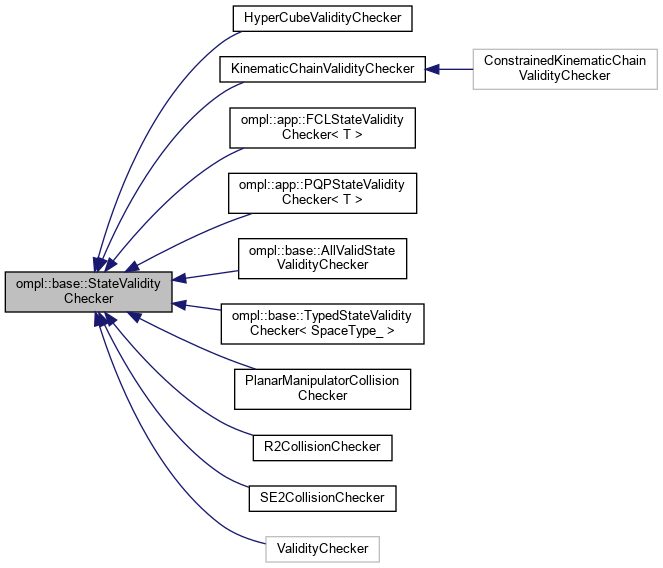 HyperCubeValidityChecker
KinematicChainValidityChecker
ConstrainedKinematicChain
ValidityChecker
ompl::app::FCLStateValidity
Checker< T >
ompl::app::PQPStateValidity
Checker< T >
ompl::base::AllValidState
ValidityChecker
ompl::base::StateValidity
Checker
ompl::base::TypedStateValidity
Checker< SpaceType_ >
PlanarManipulatorCollision
Checker
R2CollisionChecker
SE2CollisionChecker
ValidityChecker